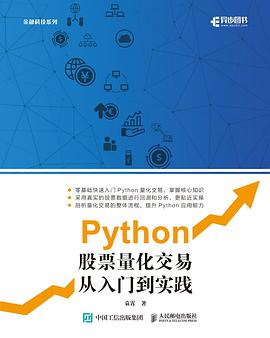 金融科技系列
异步图书
www.epubit.com
零基础快速入门Python量化交易,掌握核心知识
采用真实的股票数据进行回测和分析,更贴近实操
剖析量化交易的整体流程,提升Python应用能力
Python
股票量化交易
从入门到实践
袁霄 著
中国工信出版集团
人民邮电出版社